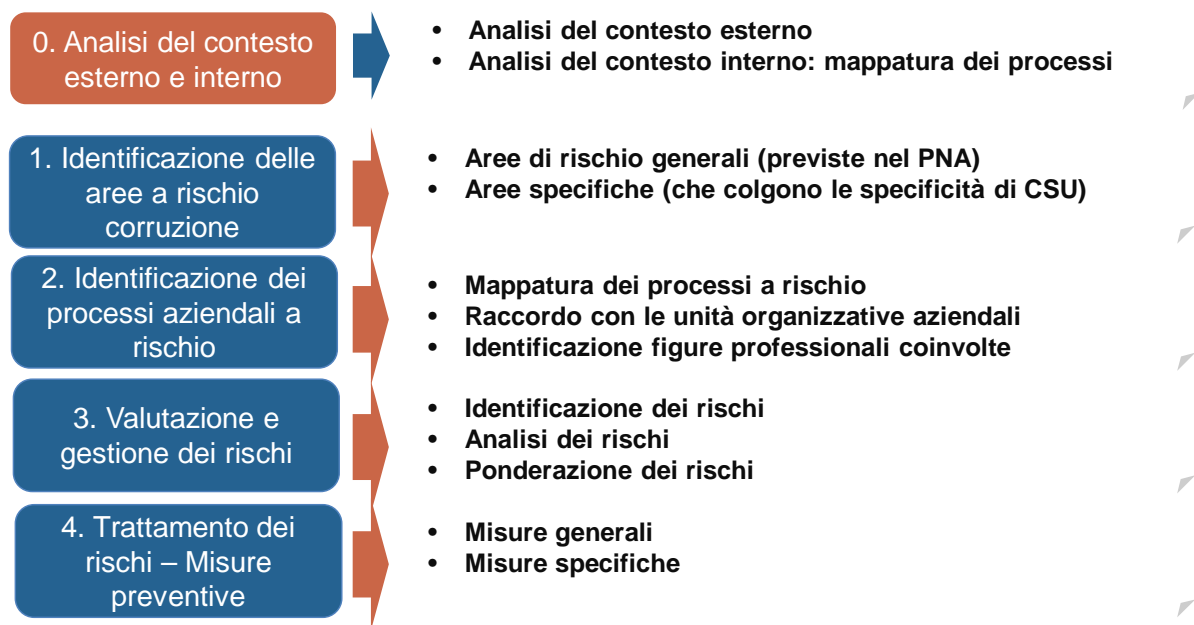 0. Analisi del contesto
esterno e interno
• Analisi del contesto esterno
• Analisi del contesto interno: mappatura dei processi
1. Identificazione delle
aree a rischio
corruzione
• Aree di rischio generali (previste nel PNA)
• Aree specifiche (che colgono le specificità di CSU)
2. Identificazione dei
processi aziendali a
rischio
• Mappatura dei processi a rischio
• Raccordo con le unità organizzative aziendali
• Identificazione figure professionali coinvolte
3. Valutazione e
gestione dei rischi
• Identificazione dei rischi
• Analisi dei rischi
• Ponderazione dei rischi
4. Trattamento dei
rischi – Misure
preventive
• Misure generali
• Misure specifiche